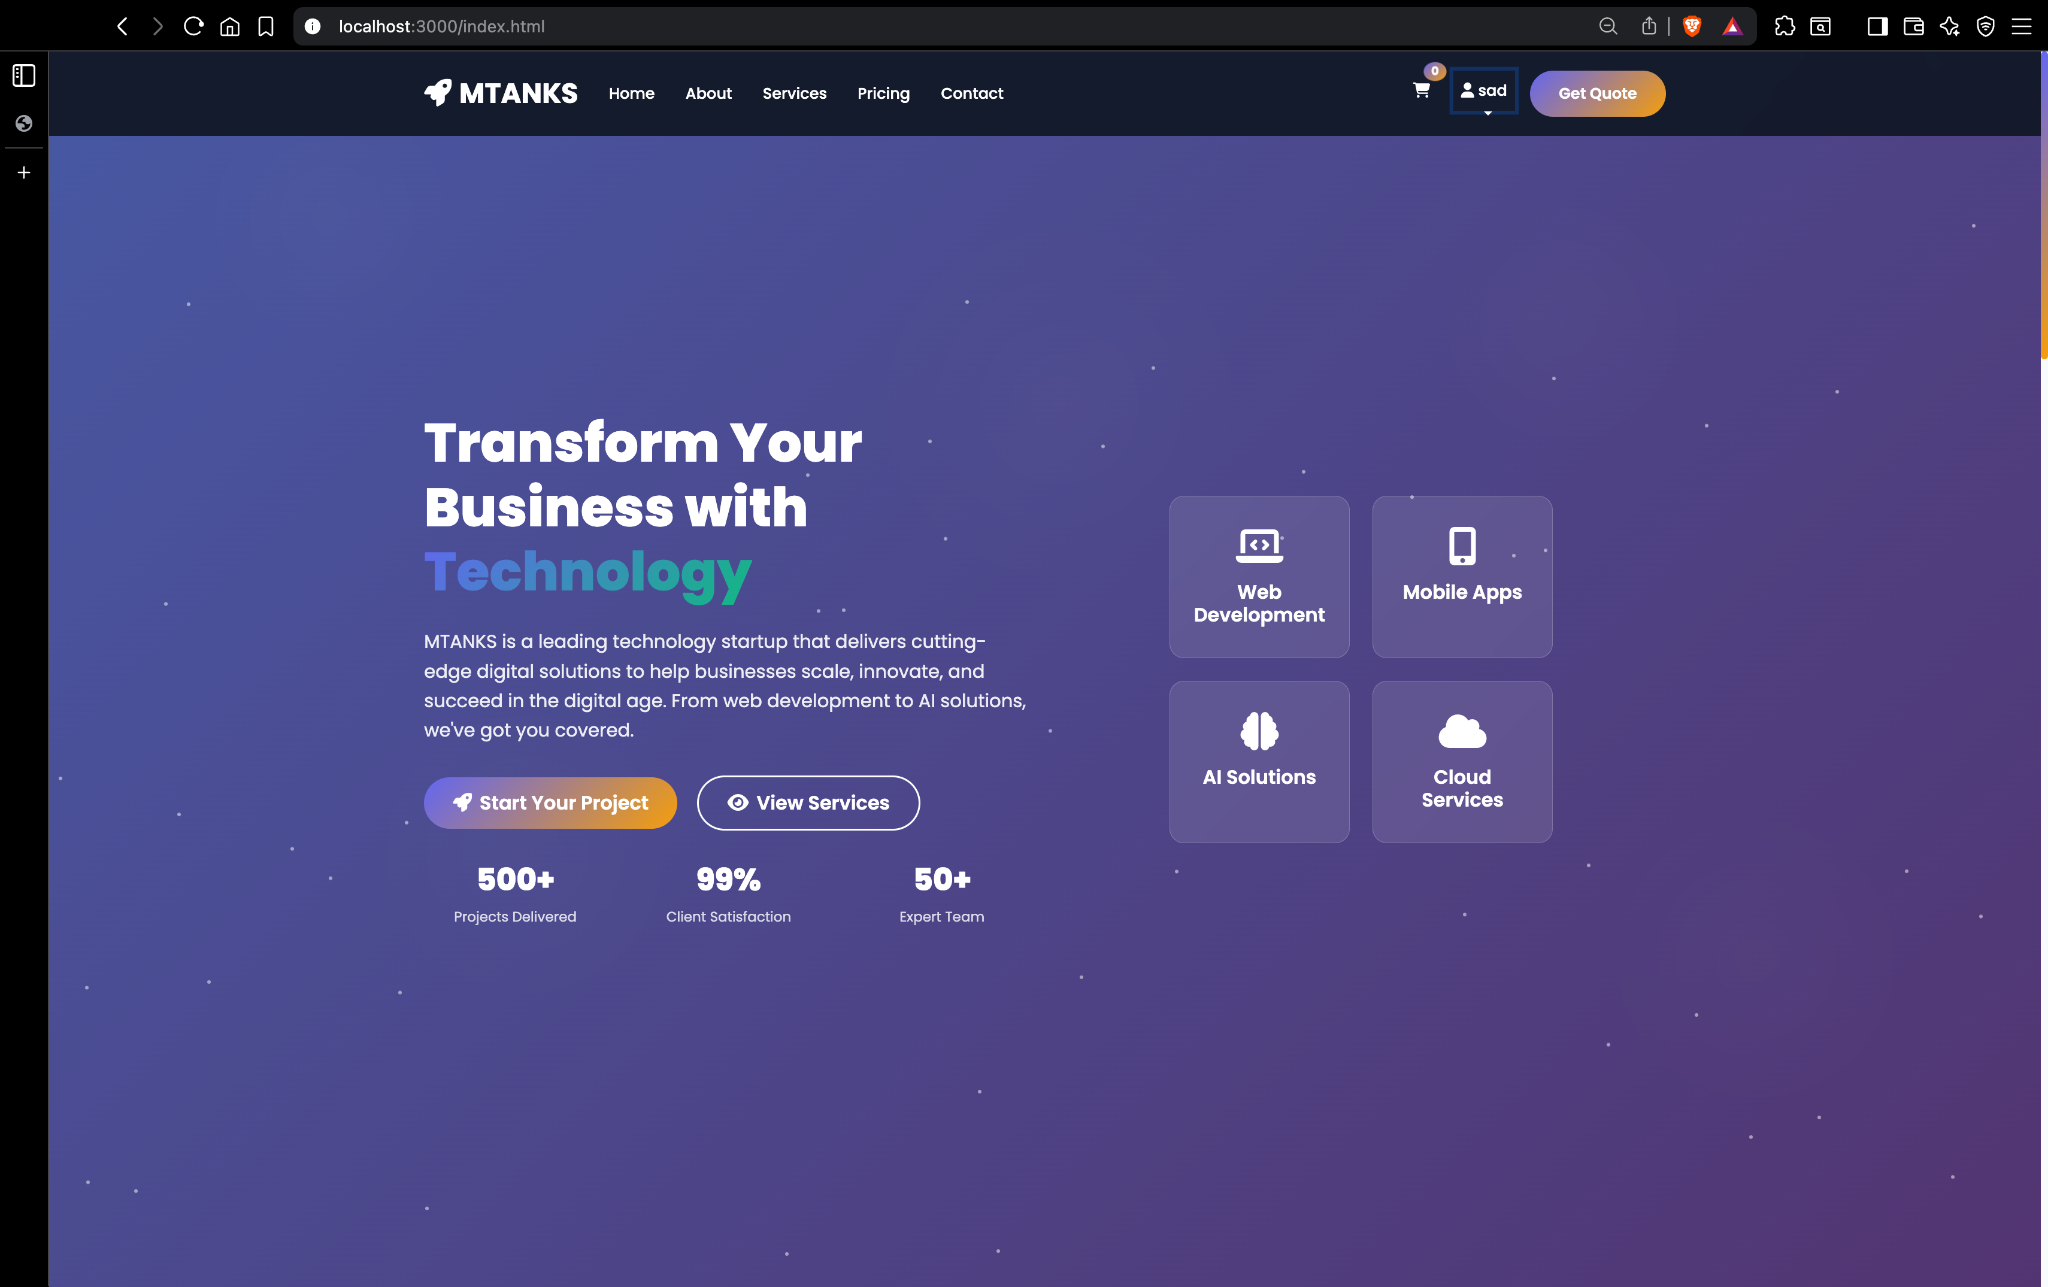 localhost:3000/index.html
MTANKS
Home About Services Pricing Contact
0
sad
Get Quote
Transform Your
Business with
Technology
MTANKS is a leading technology startup that delivers cutting-
edge digital solutions to help businesses scale, innovate, and
succeed in the digital age. From web development to AI solutions,
we've got you covered.
Start Your Project
View Services
500+
Projects Delivered
99%
Client Satisfaction
50+
Expert Team
Web
Development
Mobile Apps
AI Solutions
Cloud
Services